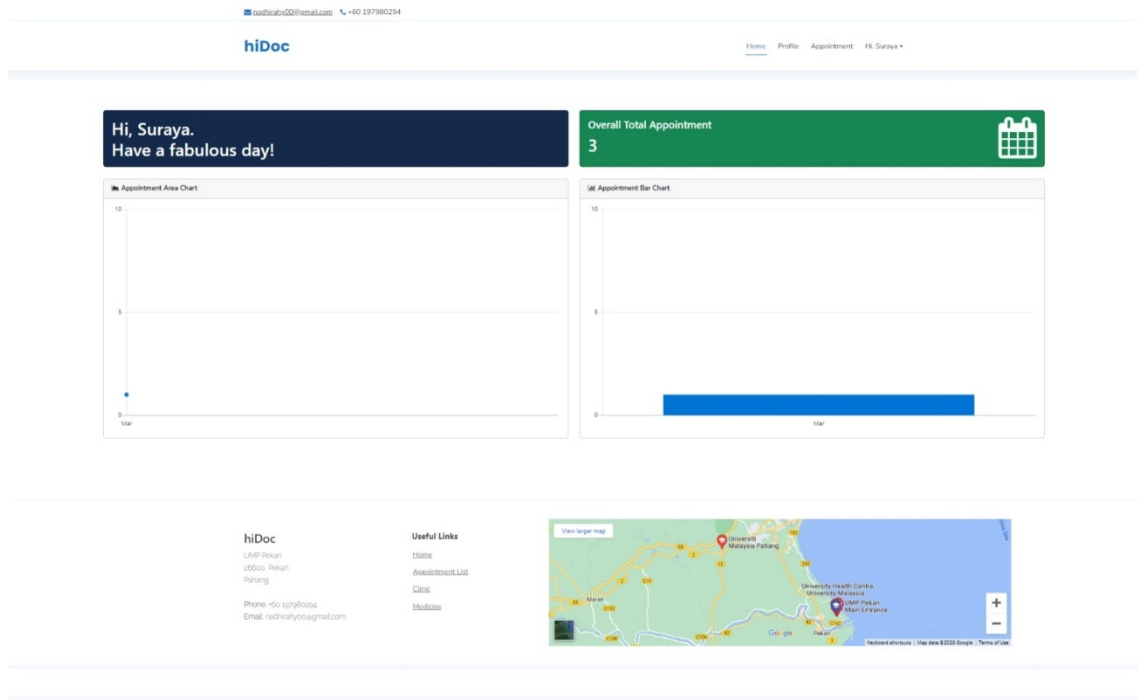 nadhirahy00@gmail.com +60 197980294
hiDoc
Home Profile Appointment Hi, Suraya
Hi, Suraya.
Have a fabulous day!
Overall Total Appointment
3
Appointment Area Chart
10
5
0
Mar
Appointment Bar Chart
10
5
0
Mar
hiDoc
UMP Pekan
26600, Pekan
Pahang
Phone: +60 197980294
Email: nadhirahy00@gmail.com
Useful Links
Home
Appointment List
Clinic
Medicine
View larger map
Universiti
Malaysia Pahang
University Health Centre
University Malaysia
UMP Pekan
Main Entrance
Maran
Pekan
Google
Keyboard shortcuts Map data ©2023 Google Terms of Use